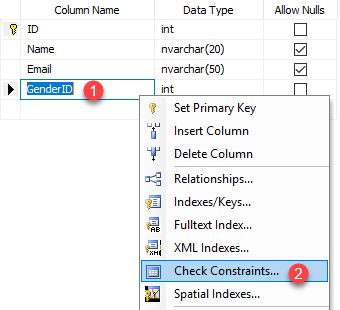 Column Name Data Type Allow Nulls
ID int
Name nvarchar(20)
Email nvarchar(50)
GenderID 1 int
Set Primary Key
Insert Column
Delete Column
Relationships...
Indexes/Keys...
Fulltext Index...
XML Indexes...
Check Constraints... 2
Spatial Indexes...